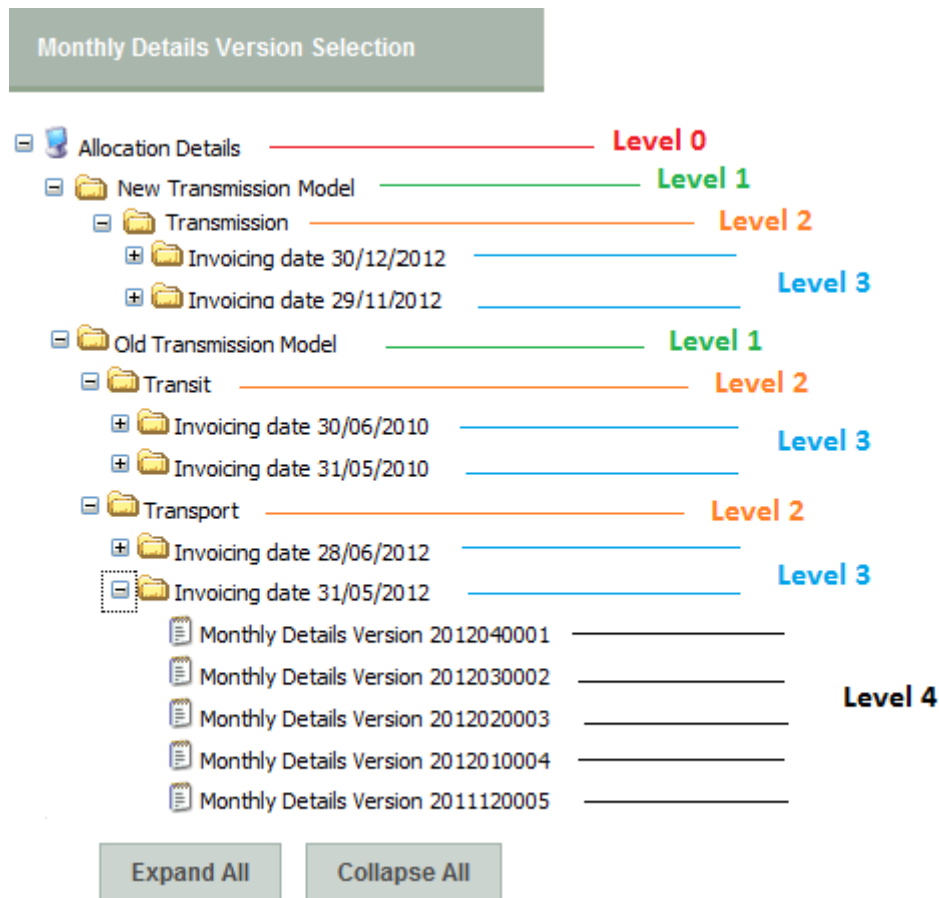 Monthly Details Version Selection
Allocation Details Level 0
New Transmission Model Level 1
Transmission Level 2
Invoicing date 30/12/2012
Level 3
Invoicing date 29/11/2012
Old Transmission Model Level 1
Transit Level 2
Invoicing date 30/06/2010
Level 3
Invoicing date 31/05/2010
Transport Level 2
Invoicing date 28/06/2012
Level 3
Invoicing date 31/05/2012
Monthly Details Version 2012040001
Monthly Details Version 2012030002
Level 4
Monthly Details Version 2012020003
Monthly Details Version 2012010004
Monthly Details Version 2011120005
Expand All Collapse All